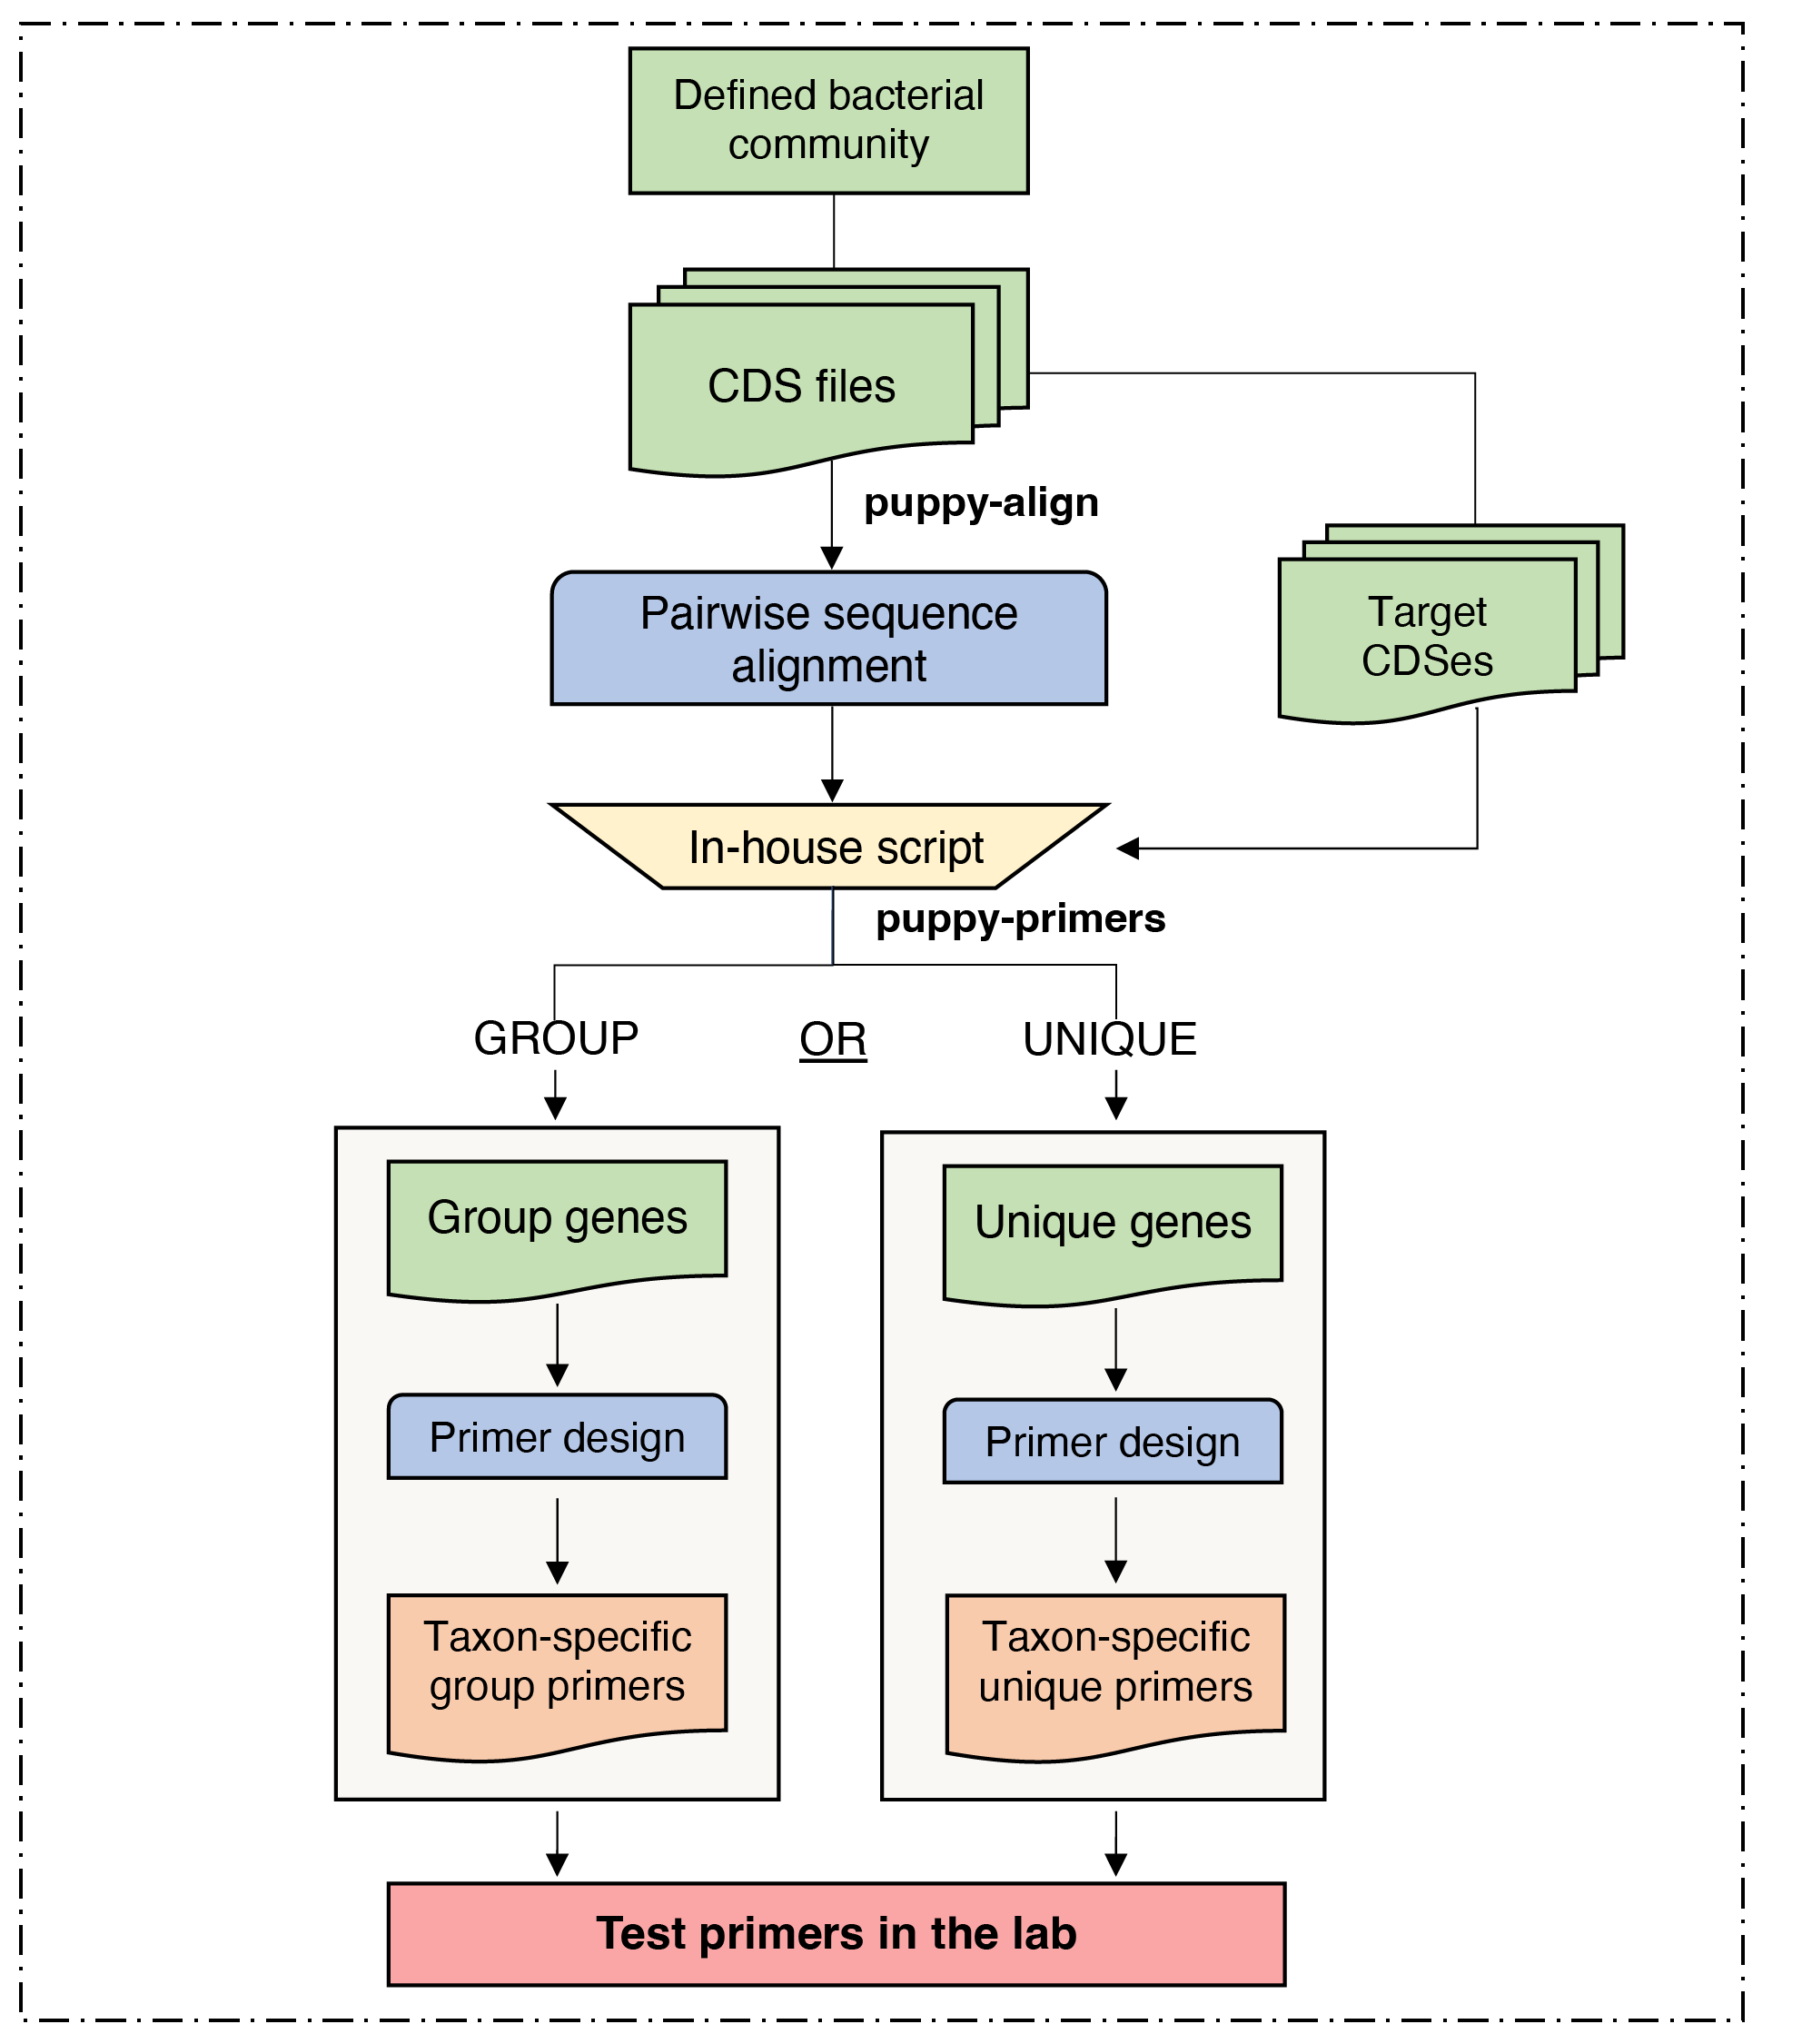 Defined bacterial
community
CDS files
puppy-align
Pairwise sequence
alignment
Target
CDSes
In-house script
puppy-primers
GROUP
OR
UNIQUE
Group genes
Unique genes
Primer design
Primer design
Taxon-specific
group primers
Taxon-specific
unique primers
Test primers in the lab